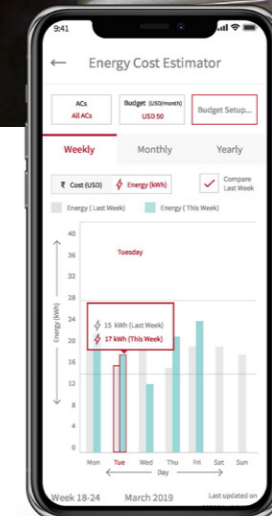 9:41
← Energy Cost Estimator
ACs
All ACs
Budget (USD/month)
USD 50
Budget Setup...
Weekly Monthly Yearly
₹ Cost (USD) Energy (kWh)
Compare
Last Week
Energy ( Last Week) Energy ( This Week)
40
36
32
28
24
20
16
12
8
4
0
Energy (kWh)
Tuesday
15 kWh (Last Week)
17 kWh (This Week)
Mon Tue Wed Thu Fri Sat Sun
Day
Week 18-24 March 2019 Last updated on